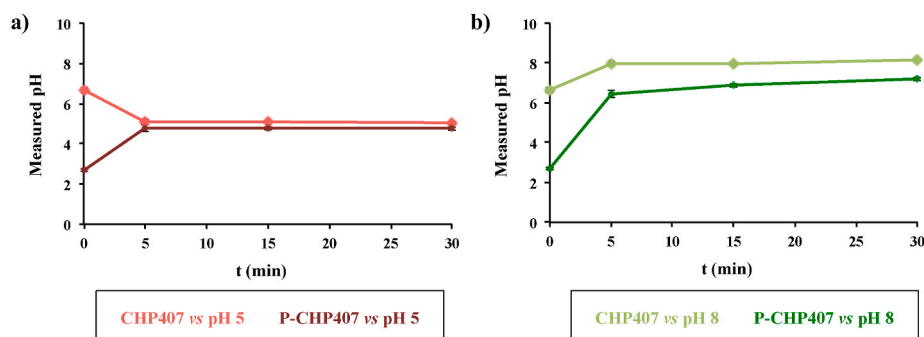 a)
Measured pH
10
8
6
4
2
0
0 5 10 15 20 25 30
t (min)
CHP407 vs pH 5 P-CHP407 vs pH 5
b)
Measured pH
10
8
6
4
2
0
0 5 10 15 20 25 30
t (min)
CHP407 vs pH 8 P-CHP407 vs pH 8